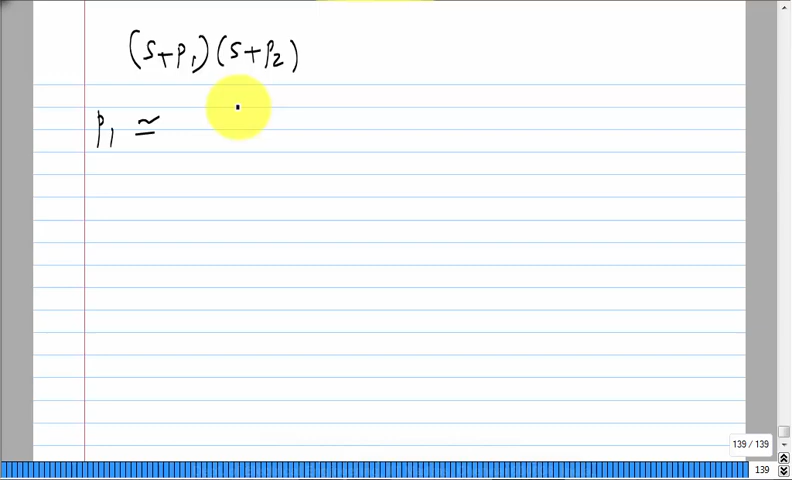 (s+p₁)(s+p₂)
p₁ ≅
139 / 139
139